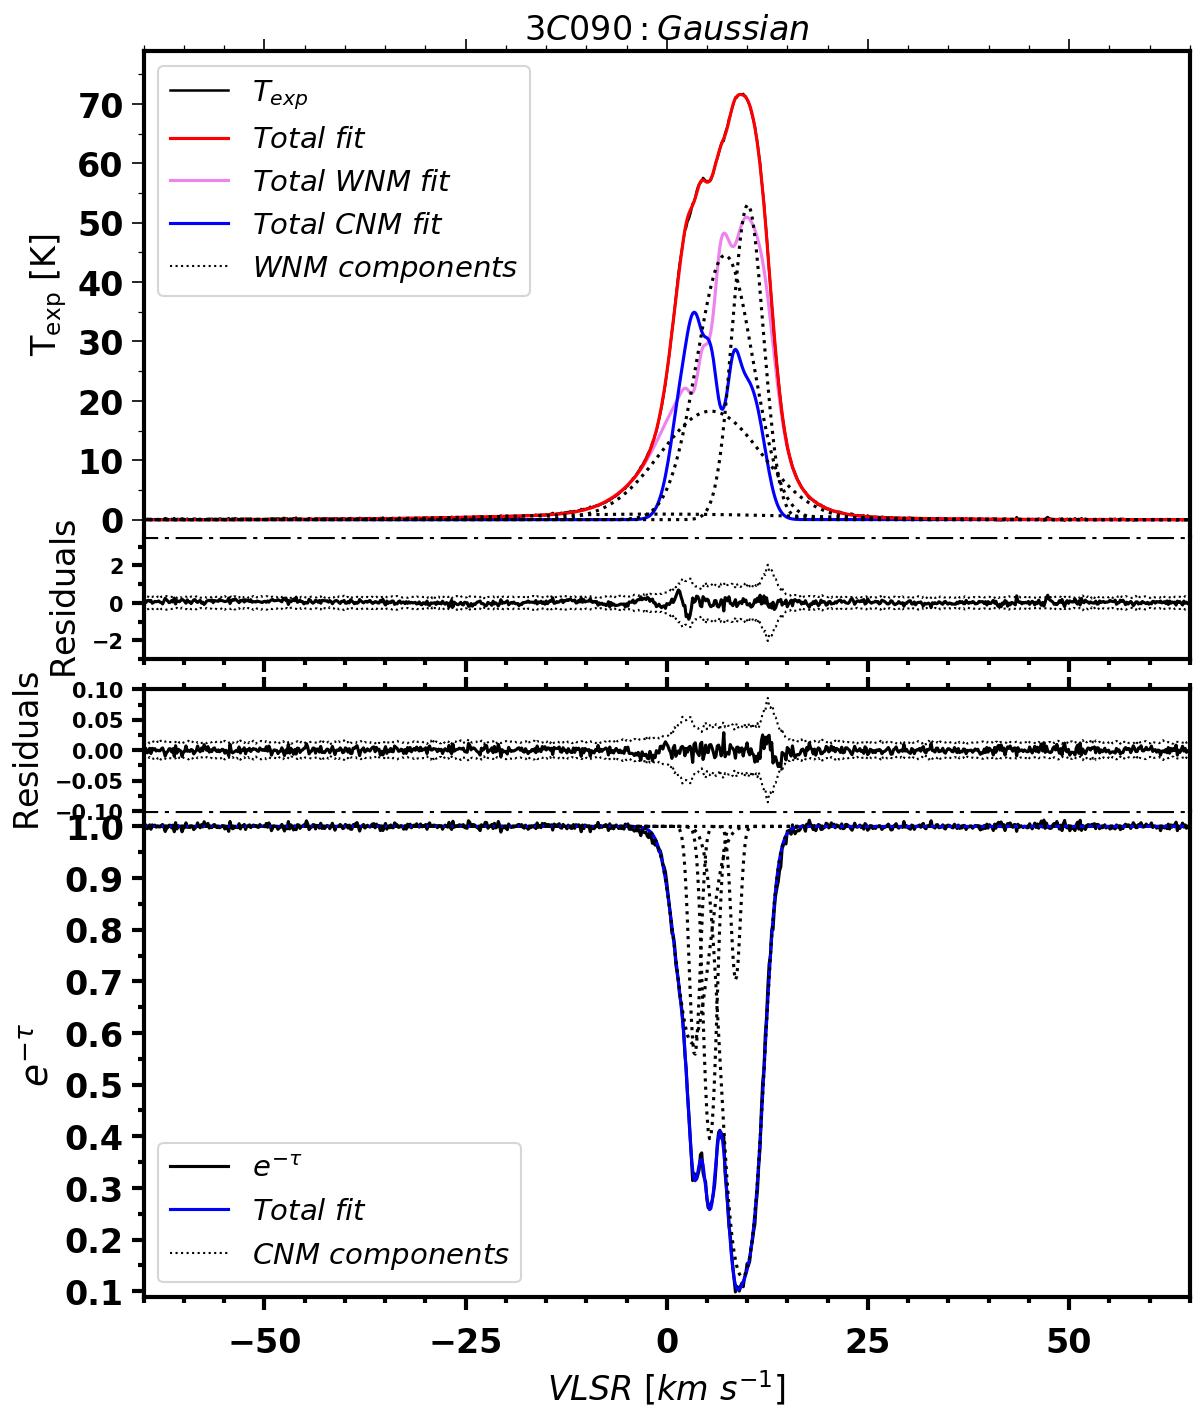 3C090 : Gaussian
T_exp
Total fit
Total WNM fit
Total CNM fit
WNM components
T_exp [K]
70
60
50
40
30
20
10
0
Residuals
2
0
−2
Residuals
0.10
0.05
0.00
−0.05
−0.10
1.0
0.9
0.8
0.7
0.6
0.5
0.4
0.3
0.2
0.1
e^−τ
e^−τ
Total fit
CNM components
−50 −25 0 25 50
VLSR [km s^−1]